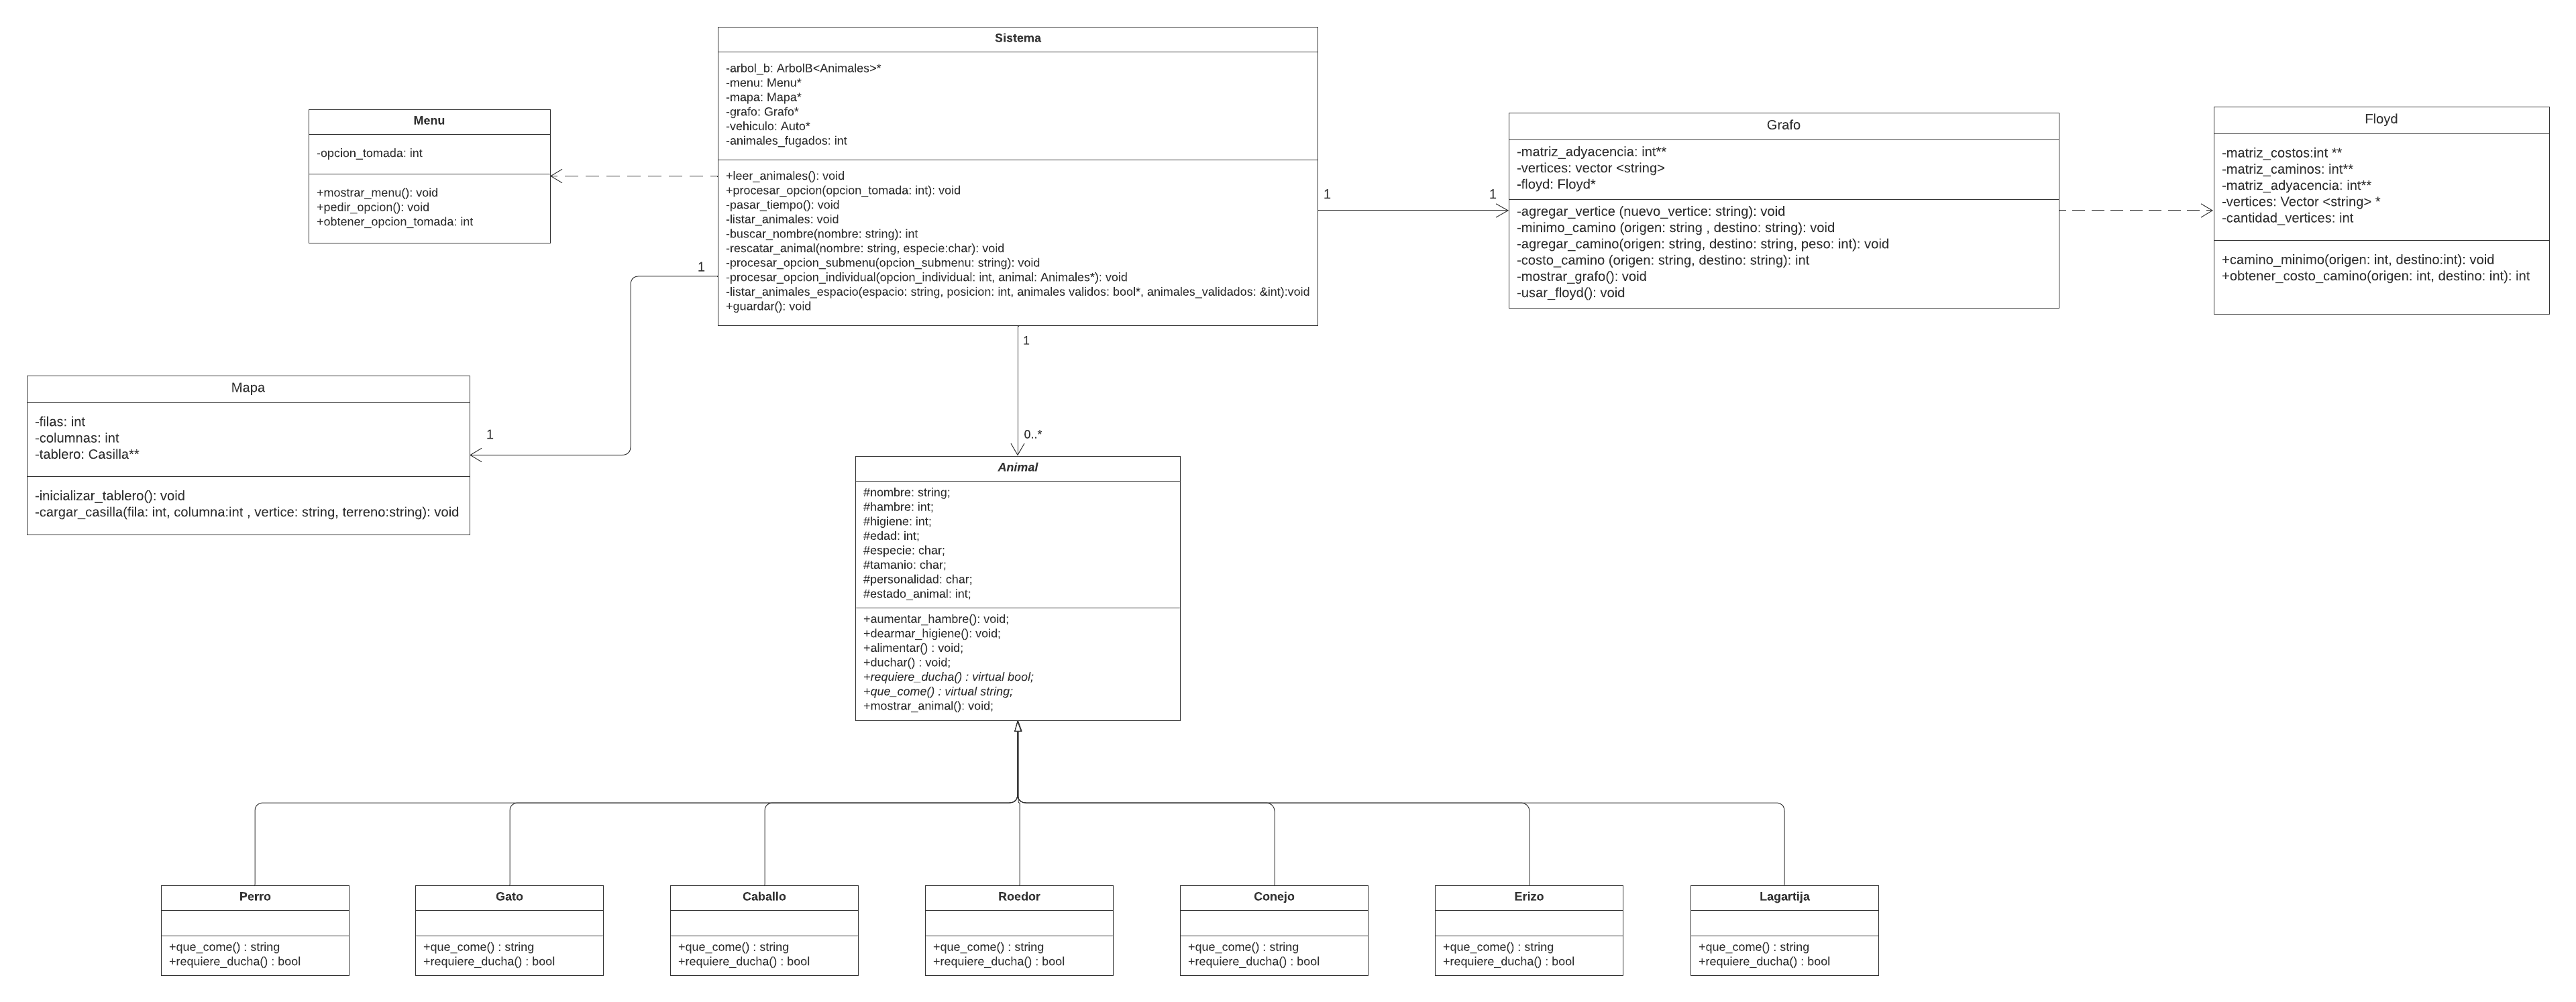 Sistema
-arbol_b: ArbolB<Animales>*
-menu: Menu*
-mapa: Mapa*
-grafo: Grafo*
-vehiculo: Auto*
-animales_fugados: int
+leer_animales(): void
+procesar_opcion(opcion_tomada: int): void
-pasar_tiempo(): void
-listar_animales: void
-buscar_nombre(nombre: string): int
-rescatar_animal(nombre: string, especie:char): void
-procesar_opcion_submenu(opcion_submenu: string): void
-procesar_opcion_individual(opcion_individual: int, animal: Animales*): void
-listar_animales_espacio(espacio: string, posicion: int, animales validos: bool*, animales_validados: &int):void
+guardar(): void
Menu
-opcion_tomada: int
+mostrar_menu(): void
+pedir_opcion(): void
+obtener_opcion_tomada: int
1
1
Grafo
-matriz_adyacencia: int**
-vertices: vector <string>
-floyd: Floyd*
-agregar_vertice (nuevo_vertice: string): void
-minimo_camino (origen: string , destino: string): void
-agregar_camino(origen: string, destino: string, peso: int): void
-costo_camino (origen: string, destino: string): int
-mostrar_grafo(): void
-usar_floyd(): void
Floyd
-matriz_costos:int **
-matriz_caminos: int**
-matriz_adyacencia: int**
-vertices: Vector <string> *
-cantidad_vertices: int
+camino_minimo(origen: int, destino:int): void
+obtener_costo_camino(origen: int, destino: int): int
1
1
Mapa
-filas: int
-columnas: int
-tablero: Casilla**
-inicializar_tablero(): void
-cargar_casilla(fila: int, columna:int , vertice: string, terreno:string): void
1
0..*
Animal
#nombre: string;
#hambre: int;
#higiene: int;
#edad: int;
#especie: char;
#tamanio: char;
#personalidad: char;
#estado_animal: int;
+aumentar_hambre(): void;
+dearmar_higiene(): void;
+alimentar() : void;
+duchar() : void;
+requiere_ducha() : virtual bool;
+que_come() : virtual string;
+mostrar_animal(): void;
Perro
+que_come() : string
+requiere_ducha() : bool
Gato
+que_come() : string
+requiere_ducha() : bool
Caballo
+que_come() : string
+requiere_ducha() : bool
Roedor
+que_come() : string
+requiere_ducha() : bool
Conejo
+que_come() : string
+requiere_ducha() : bool
Erizo
+que_come() : string
+requiere_ducha() : bool
Lagartija
+que_come() : string
+requiere_ducha() : bool